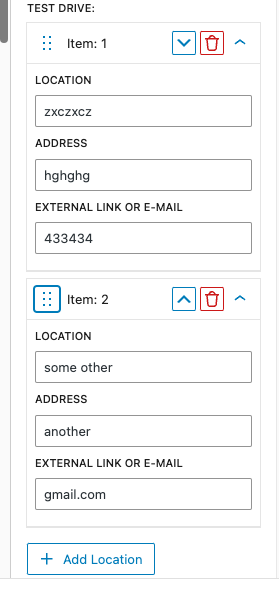 TEST DRIVE:
Item: 1
LOCATION
zxczxcz
ADDRESS
hghghg
EXTERNAL LINK OR E-MAIL
433434
Item: 2
LOCATION
some other
ADDRESS
another
EXTERNAL LINK OR E-MAIL
gmail.com
+ Add Location